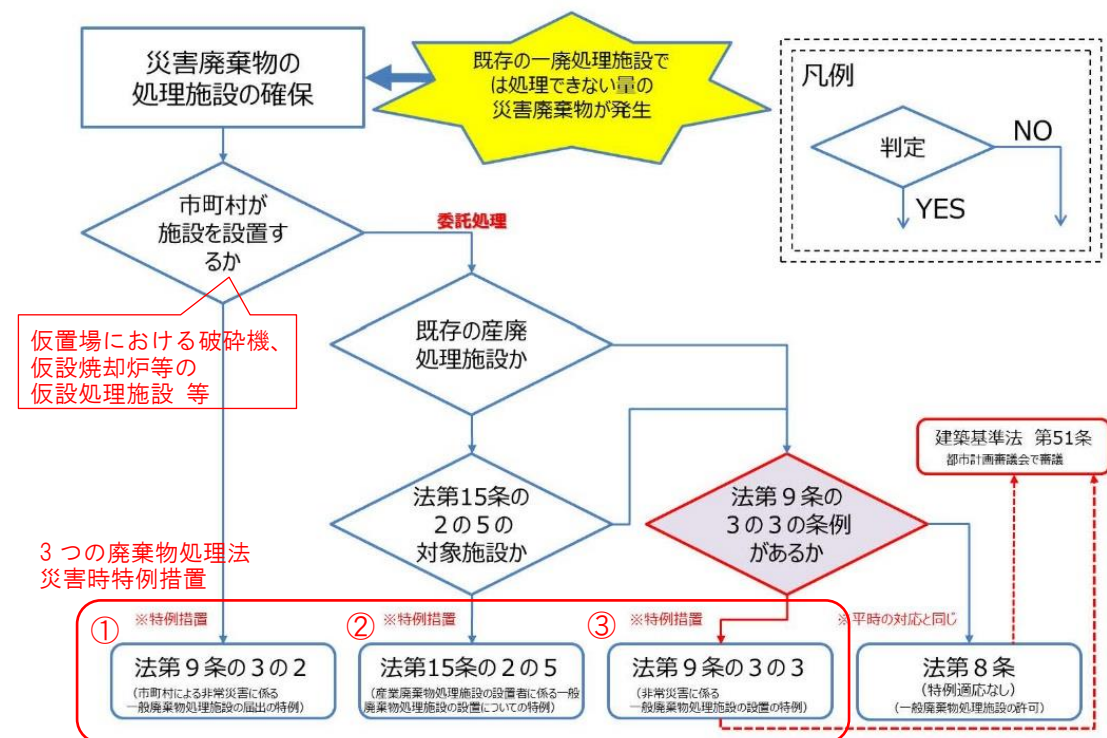 災害廃棄物の
処理施設の確保
既存の一廃処理施設で
は処理できない量の
災害廃棄物が発生
凡例
判定
NO
YES
市町村が
施設を設置す
るか
委託処理
仮置場における破砕機、
仮設焼却炉等の
仮設処理施設 等
既存の産廃
処理施設か
建築基準法 第51条
都市計画審議会で審議
法第15条の
２の５の
対象施設か
法第９条の
３の３の条例
があるか
３つの廃棄物処理法
災害時特例措置
① ※特例措置
② ※特例措置
③ ※特例措置
※平時の対応と同じ
法第９条の３の２
（市町村による非常災害に係る
一般廃棄物処理施設の届出の特例）
法第15条の２の５
（産業廃棄物処理施設の設置者に係る一般
廃棄物処理施設の設置についての特例）
法第９条の３の３
（非常災害に係る
一般廃棄物処理施設の設置の特例）
法第８条
（特例適応なし）
（一般廃棄物処理施設の許可）